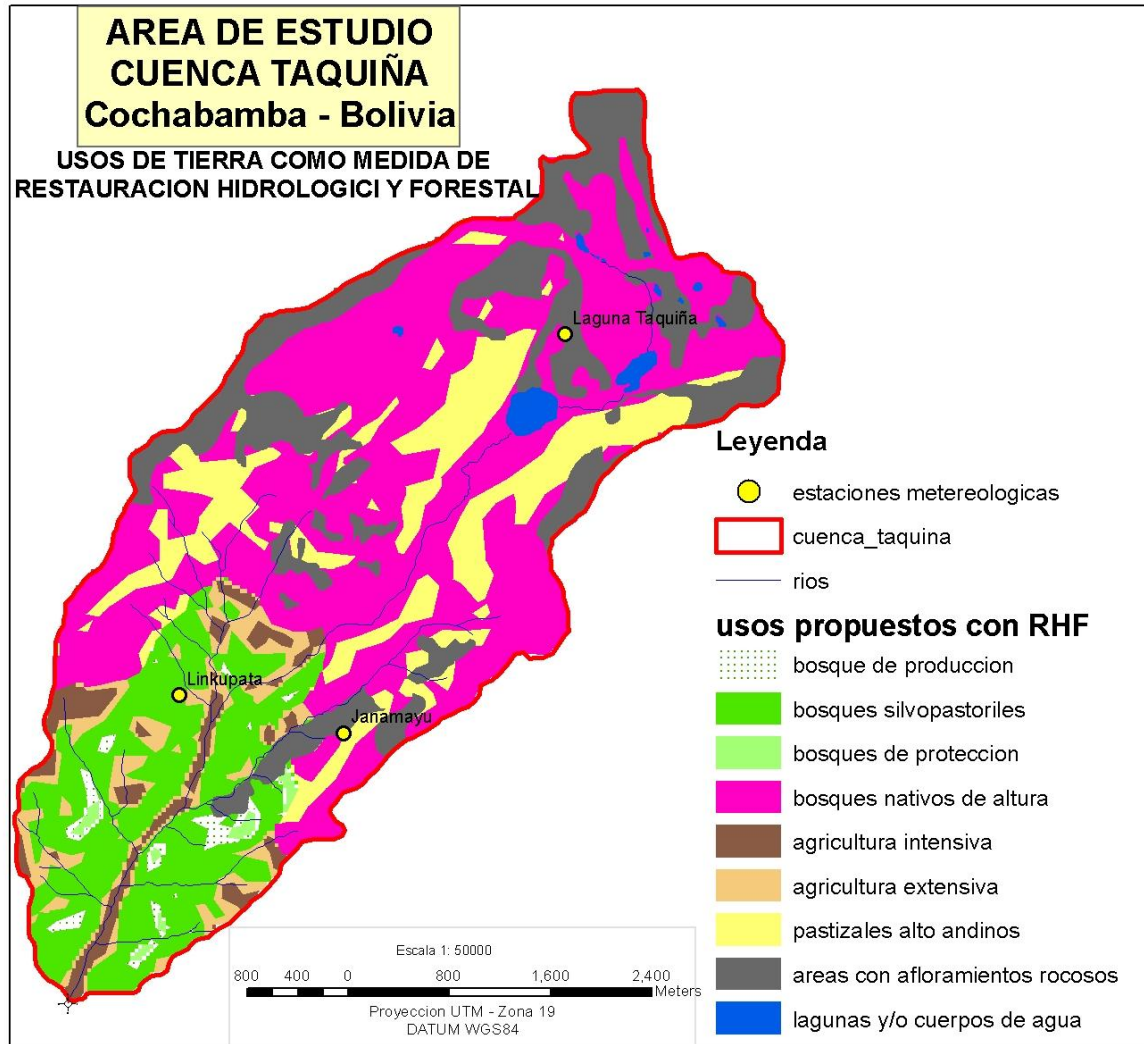 AREA DE ESTUDIO
CUENCA TAQUIÑA
Cochabamba - Bolivia
USOS DE TIERRA COMO MEDIDA DE
RESTAURACION HIDROLOGICI Y FORESTAL
Laguna Taquiña
Linkupata
Janamayu
Leyenda
estaciones metereologicas
cuenca_taquina
rios
usos propuestos con RHF
bosque de produccion
bosques silvopastoriles
bosques de proteccion
bosques nativos de altura
agricultura intensiva
agricultura extensiva
pastizales alto andinos
areas con afloramientos rocosos
lagunas y/o cuerpos de agua
Escala 1: 50000
800 400 0 800 1,600 2,400
Meters
Proyeccion UTM - Zona 19
DATUM WGS84